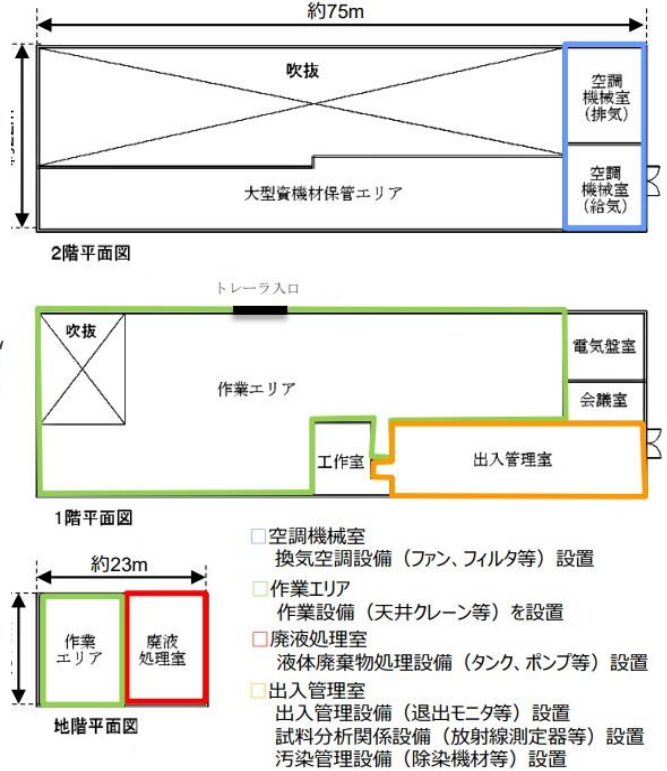 約75m
吹抜
空調
機械室
(排気)
空調
機械室
(給気)
大型資機材保管エリア
2階平面図
トレーラ入口
吹抜
電気盤室
作業エリア
会議室
工作室
出入管理室
1階平面図
約23m
作業
エリア
廃液
処理室
地階平面図
□空調機械室
換気空調設備（ファン、フィルタ等）設置
□作業エリア
作業設備（天井クレーン等）を設置
□廃液処理室
液体廃棄物処理設備（タンク、ポンプ等）設置
□出入管理室
出入管理設備（退出モニタ等）設置
試料分析関係設備（放射線測定器等）設置
汚染管理設備（除染機材等）設置